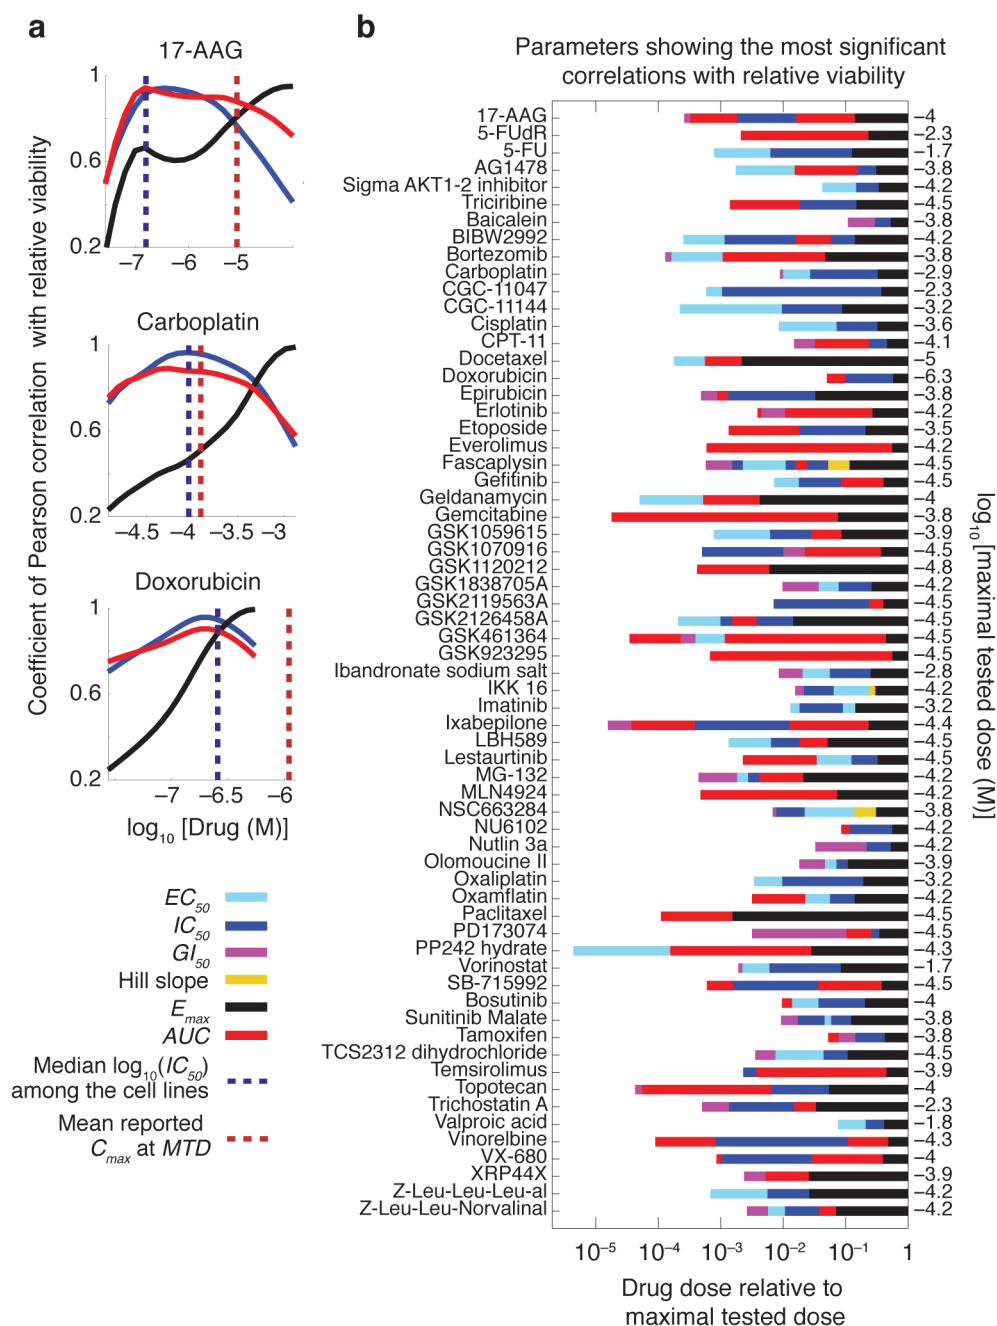 a
17-AAG
1
0.6
0.2
−7
−6
−5
Carboplatin
1
0.6
0.2
−4.5
−4
−3.5
−3
Doxorubicin
1
0.6
0.2
−7
−6.5
−6
log10 [Drug (M)]
Coefficient of Pearson correlation with relative viability
EC50
IC50
GI50
Hill slope
Emax
AUC
Median log10(IC50)
among the cell lines
Mean reported
Cmax at MTD
b
Parameters showing the most significant
correlations with relative viability
17-AAG −4
5-FUdR −2.3
5-FU −1.7
AG1478 −3.8
Sigma AKT1-2 inhibitor −4.2
Triciribine −4.5
Baicalein −3.8
BIBW2992 −4.2
Bortezomib −3.8
Carboplatin −2.9
CGC-11047 −2.3
CGC-11144 −3.2
Cisplatin −3.6
CPT-11 −4.1
Docetaxel −5
Doxorubicin −6.3
Epirubicin −3.8
Erlotinib −4.2
Etoposide −3.5
Everolimus −4.2
Fascaplysin −4.5
Gefitinib −4.5
Geldanamycin −4
Gemcitabine −3.8
GSK1059615 −3.9
GSK1070916 −4.5
GSK1120212 −4.8
GSK1838705A −4.2
GSK2119563A −4.5
GSK2126458A −4.5
GSK461364 −4.5
GSK923295 −4.5
Ibandronate sodium salt −2.8
IKK 16 −4.2
Imatinib −3.2
Ixabepilone −4.4
LBH589 −4.5
Lestaurtinib −4.5
MG-132 −4.2
MLN4924 −4.2
NSC663284 −3.8
NU6102 −4.2
Nutlin 3a −4.2
Olomoucine II −3.9
Oxaliplatin −3.2
Oxamflatin −4.2
Paclitaxel −4.5
PD173074 −4.5
PP242 hydrate −4.3
Vorinostat −1.7
SB-715992 −4.5
Bosutinib −4
Sunitinib Malate −3.8
Tamoxifen −3.8
TCS2312 dihydrochloride −4.5
Temsirolimus −3.9
Topotecan −4
Trichostatin A −2.3
Valproic acid −1.8
Vinorelbine −4.3
VX-680 −4
XRP44X −3.9
Z-Leu-Leu-Leu-al −4.2
Z-Leu-Leu-Norvalinal −4.2
log10 [maximal tested dose (M)]
10−5 10−4 10−3 10−2 10−1 1
Drug dose relative to
maximal tested dose